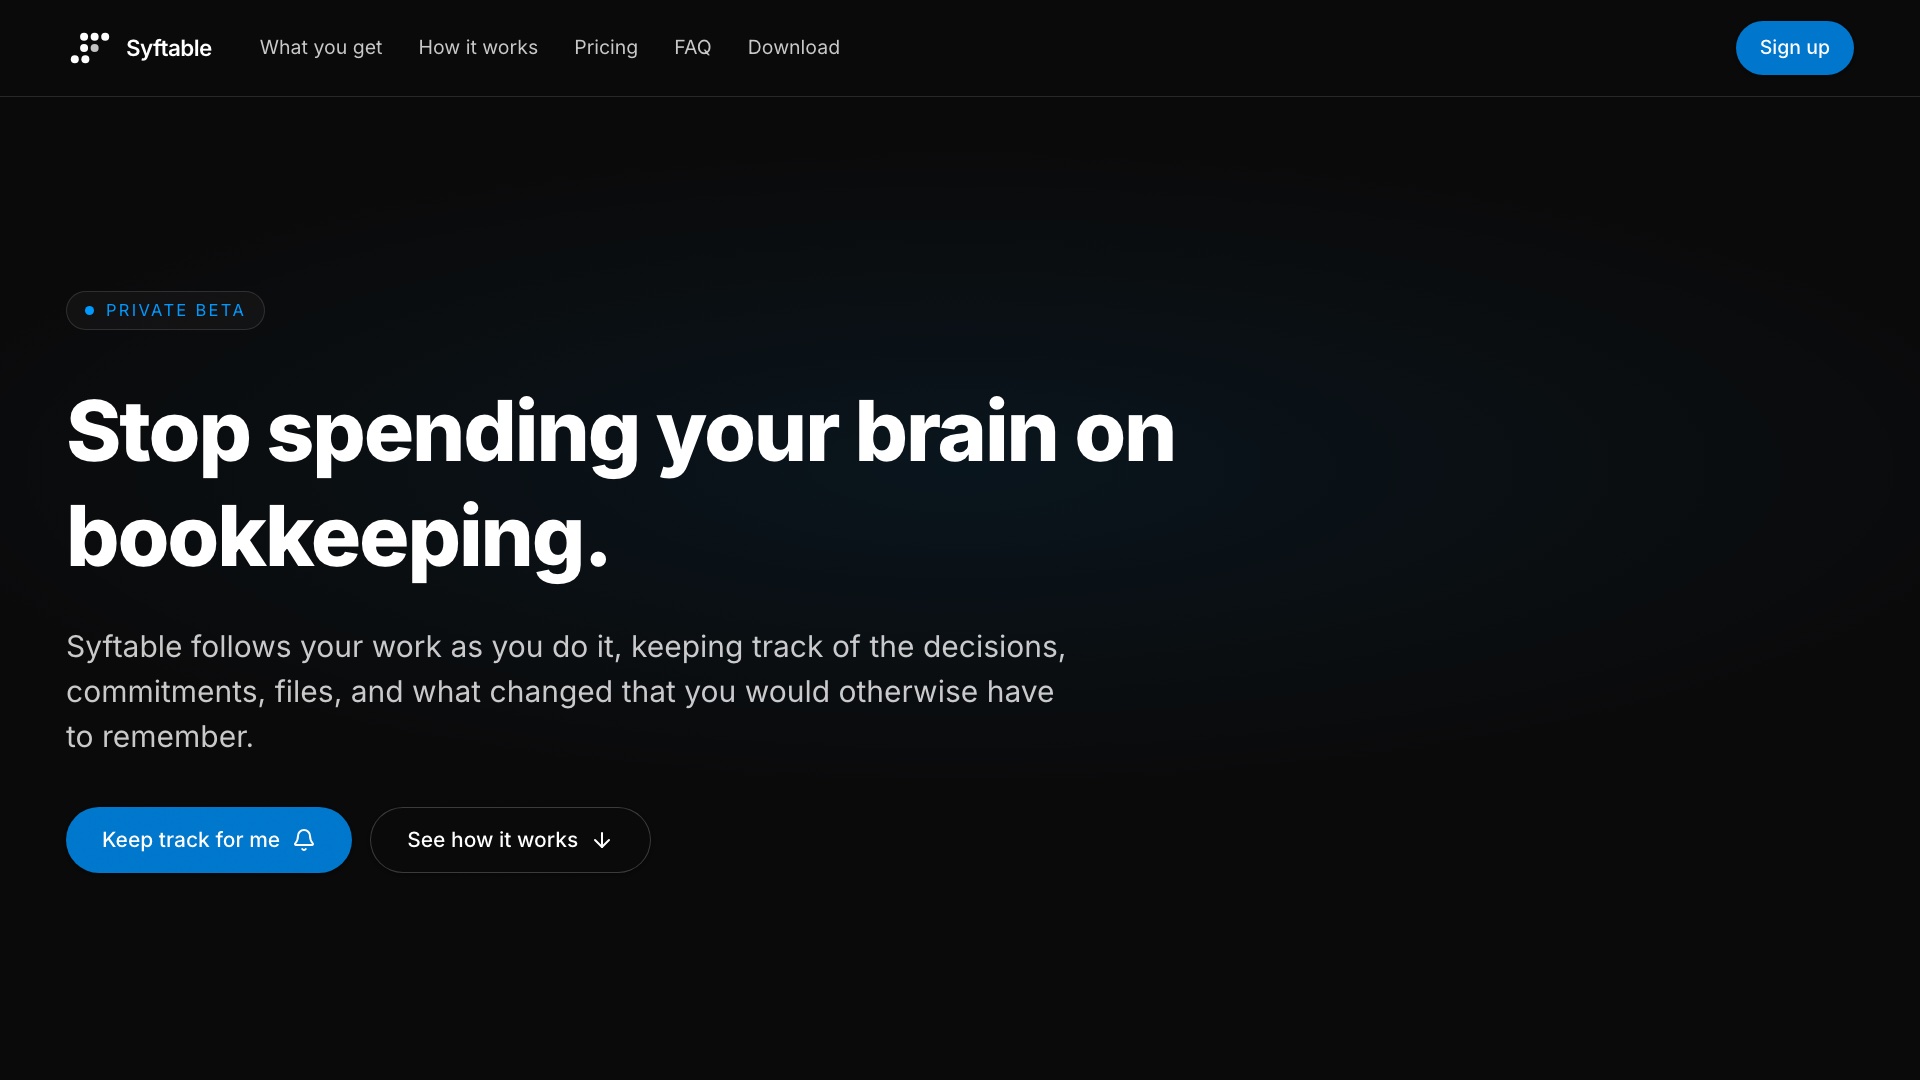 Syftable
What you get
How it works
Pricing
FAQ
Download
Sign up
PRIVATE BETA
Stop spending your brain on
bookkeeping.
Syftable follows your work as you do it, keeping track of the decisions,
commitments, files, and what changed that you would otherwise have
to remember.
Keep track for me
See how it works